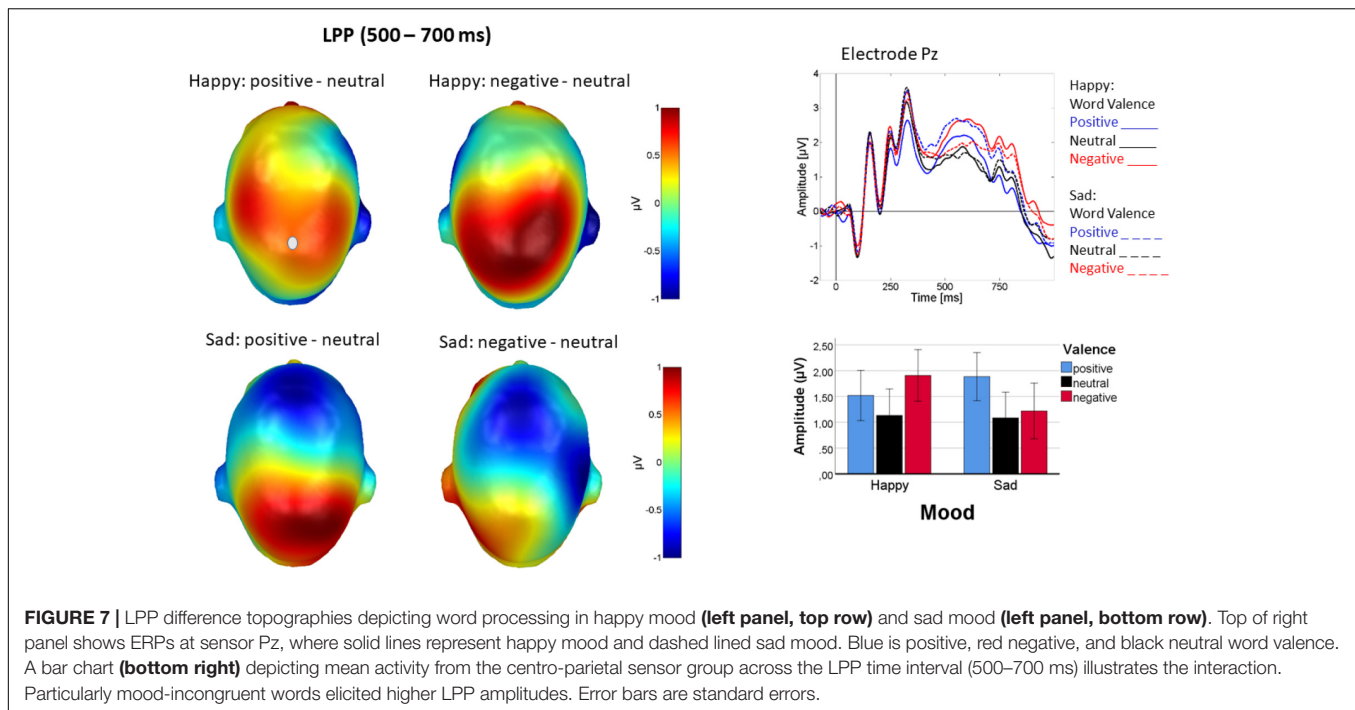 LPP (500 – 700 ms)
Happy: positive - neutral
Happy: negative - neutral
1
0.5
0
-0.5
-1
µV
Sad: positive - neutral
Sad: negative - neutral
1
0.5
0
-0.5
-1
µV
Electrode Pz
4
3
2
1
0
-1
-2
Amplitude [µV]
0
250
500
750
Time [ms]
Happy:
Word Valence
Positive _____
Neutral _____
Negative _____
Sad:
Word Valence
Positive _ _ _ _
Neutral _ _ _ _
Negative _ _ _ _
2.50
2,00
1,50
1,00
,50
,00
Amplitude (µV)
Happy
Sad
Mood
Valence
positive
neutral
negative
FIGURE 7 | LPP difference topographies depicting word processing in happy mood (left panel, top row) and sad mood (left panel, bottom row). Top of right
panel shows ERPs at sensor Pz, where solid lines represent happy mood and dashed lined sad mood. Blue is positive, red negative, and black neutral word valence.
A bar chart (bottom right) depicting mean activity from the centro-parietal sensor group across the LPP time interval (500–700 ms) illustrates the interaction.
Particularly mood-incongruent words elicited higher LPP amplitudes. Error bars are standard errors.